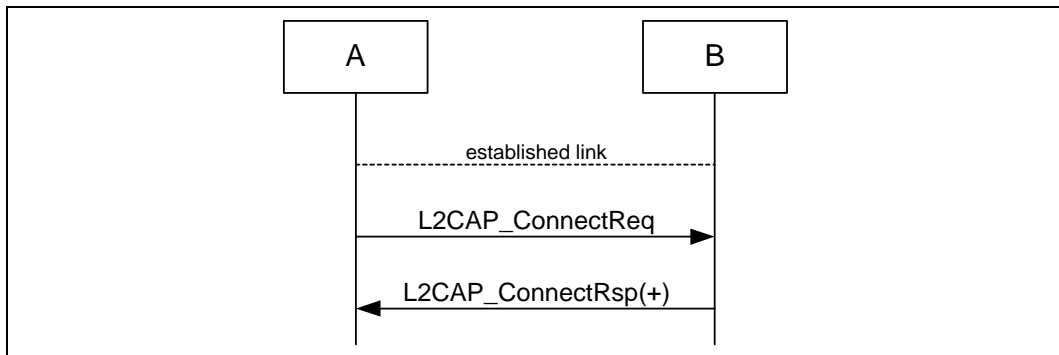 A
B
established link
L2CAP_ConnectReq
L2CAP_ConnectRsp(+)